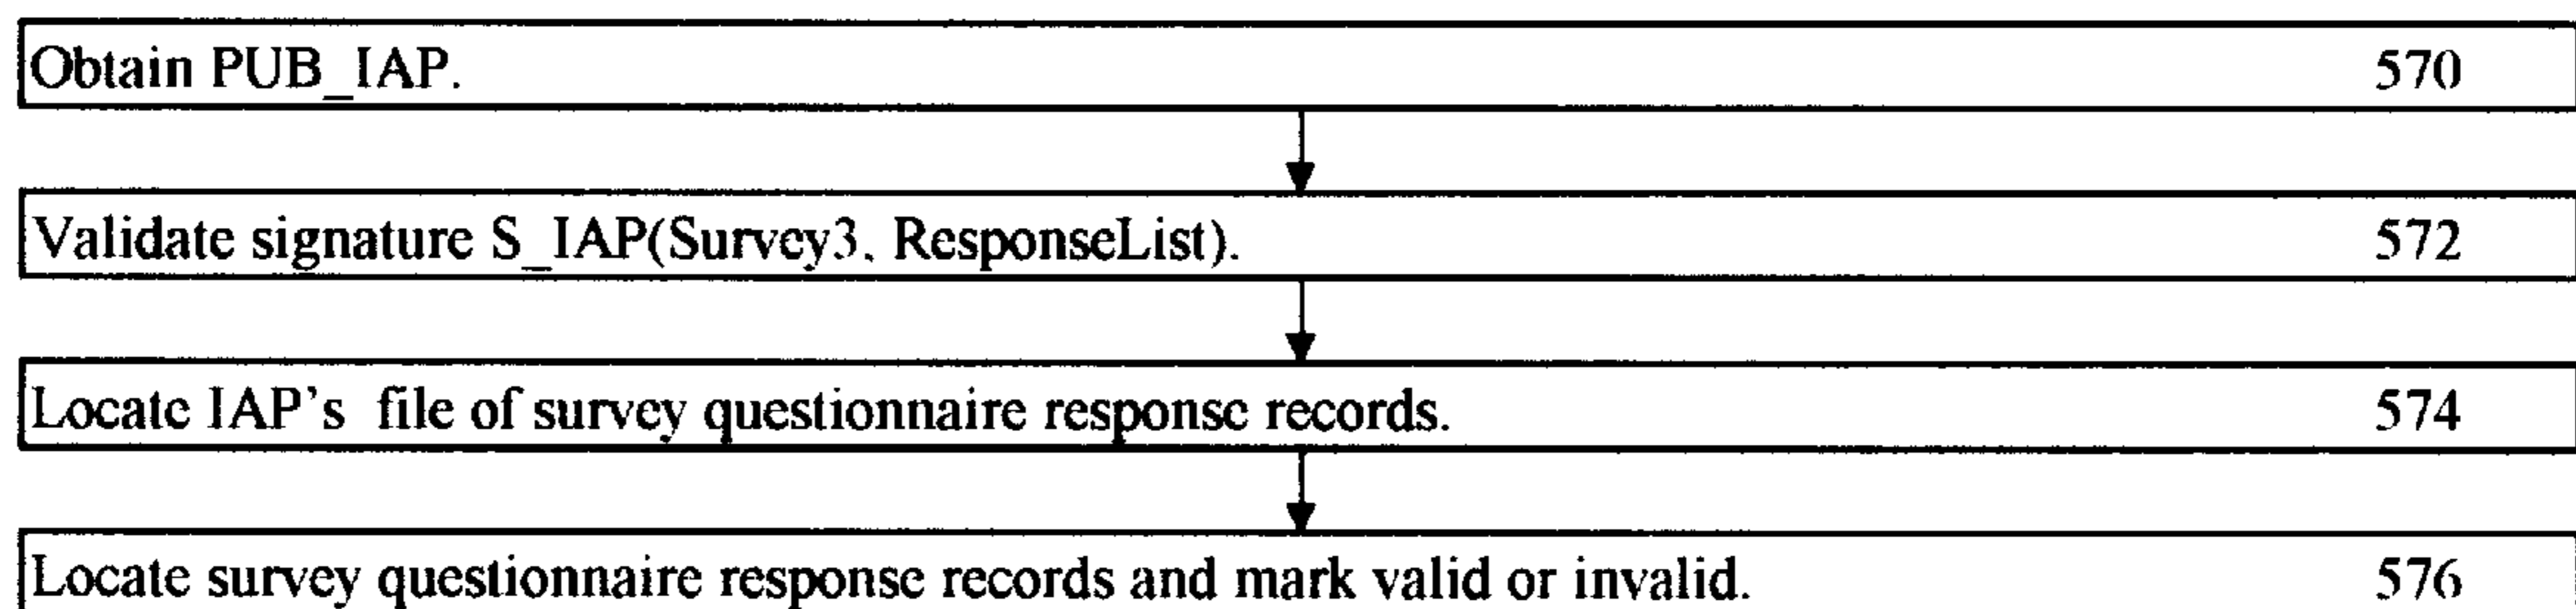 Obtain PUB_IAP. 570
Validate signature S_IAP(Survey3, ResponseList). 572
Locate IAP's file of survey questionnaire response records. 574
Locate survey questionnaire response records and mark valid or invalid. 576